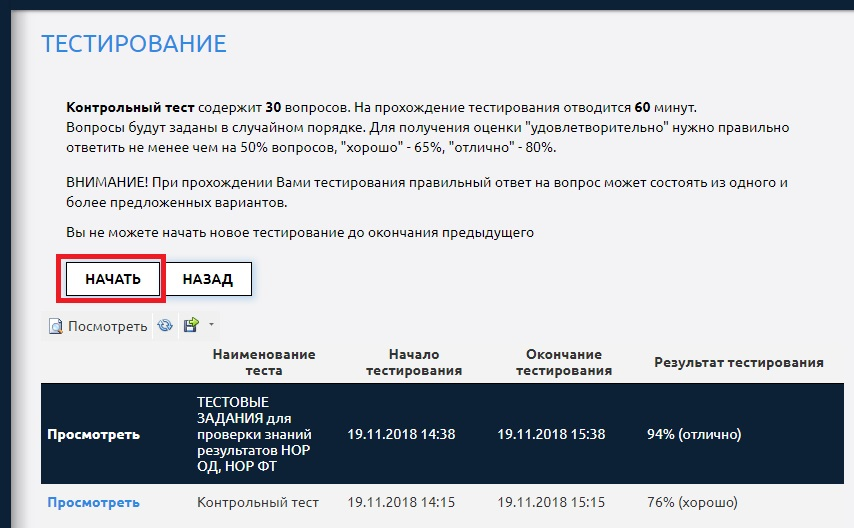 ТЕСТИРОВАНИЕ
Контрольный тест содержит 30 вопросов. На прохождение тестирования отводится 60 минут.
Вопросы будут заданы в случайном порядке. Для получения оценки "удовлетворительно" нужно правильно
ответить не менее чем на 50% вопросов, "хорошо" - 65%, "отлично" - 80%.
ВНИМАНИЕ! При прохождении Вами тестирования правильный ответ на вопрос может состоять из одного и
более предложенных вариантов.
Вы не можете начать новое тестирование до окончания предыдущего
НАЧАТЬ НАЗАД
Посмотреть
Наименование Начало Окончание Результат тестирования
теста тестирования тестирования
ТЕСТОВЫЕ
ЗАДАНИЯ для
Просмотреть проверки знаний 19.11.2018 14:38 19.11.2018 15:38 94% (отлично)
результатов НОР
ОД, НОР ФТ
Просмотреть Контрольный тест 19.11.2018 14:15 19.11.2018 15:15 76% (хорошо)